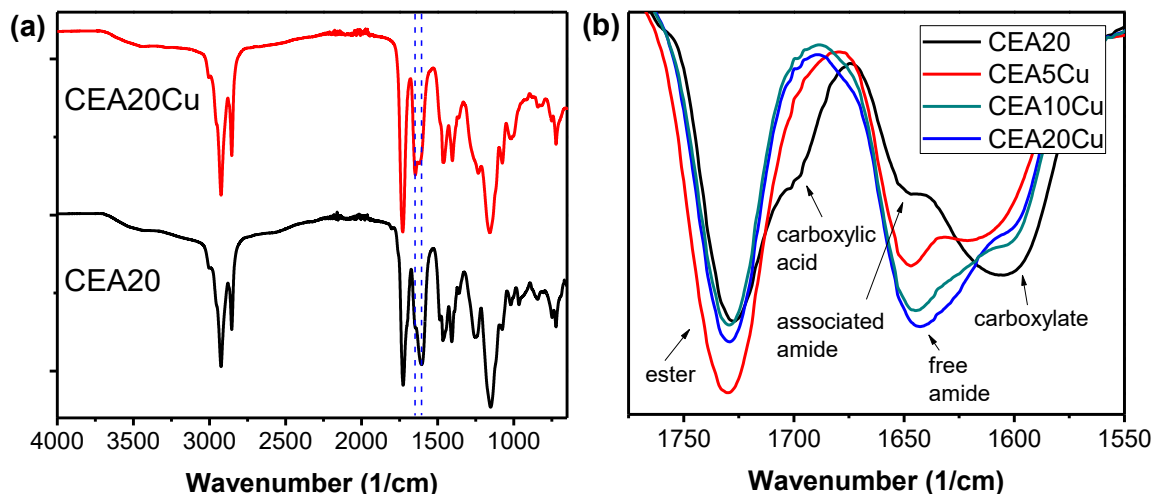 (a)
CEA20Cu
CEA20
4000 3500 3000 2500 2000 1500 1000
Wavenumber (1/cm)
(b)
CEA20
CEA5Cu
CEA10Cu
CEA20Cu
carboxylic
acid
associated
amide
carboxylate
ester
free
amide
1750 1700 1650 1600 1550
Wavenumber (1/cm)